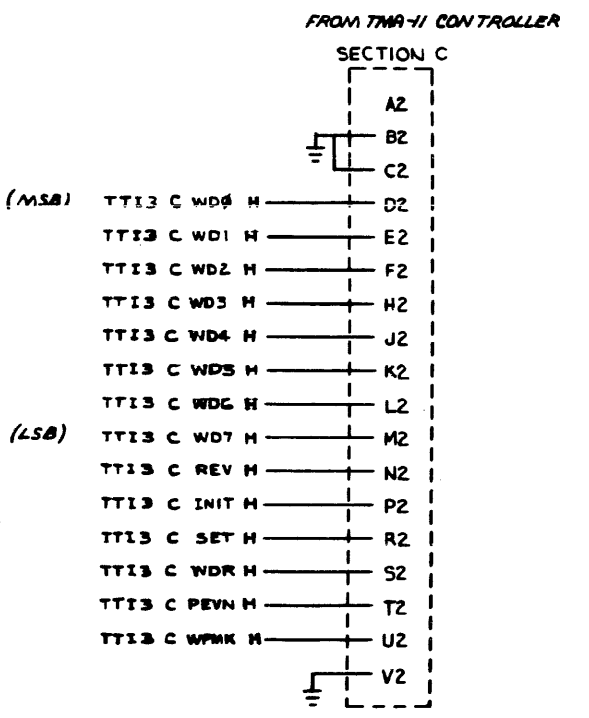 FROM TMA-11 CONTROLLER
SECTION C
A2
B2
C2
(MSB) TTI3 C WDØ H D2
TTI3 C WD1 H E2
TTI3 C WD2 H F2
TTI3 C WD3 H H2
TTI3 C WD4 H J2
TTI3 C WD5 H K2
TTI3 C WD6 H L2
(LSB) TTI3 C WD7 H M2
TTI3 C REV H N2
TTI3 C INIT H P2
TTI3 C SET H R2
TTI3 C WDR H S2
TTI3 C PEVN H T2
TTI3 C WFMK H U2
V2